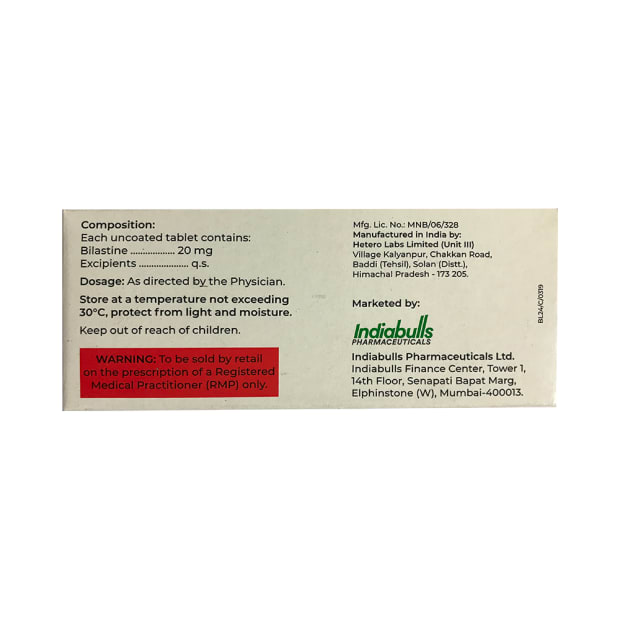 Composition:
Each uncoated tablet contains:
Bilastine .................. 20 mg
Excipients .................... q.s.
Dosage: As directed by the Physician.
Store at a temperature not exceeding
30°C, protect from light and moisture.
Keep out of reach of children.
WARNING: To be sold by retail
on the prescription of a Registered
Medical Practitioner (RMP) only.
Mfg. Lic. No.: MNB/06/328
Manufactured in India by:
Hetero Labs Limited (Unit III)
Village Kalyanpur, Chakkan Road,
Baddi (Tehsil), Solan (Distt.),
Himachal Pradesh - 173 205.
Marketed by:
Indiabulls
PHARMACEUTICALS
Indiabulls Pharmaceuticals Ltd.
Indiabulls Finance Center, Tower 1,
14th Floor, Senapati Bapat Marg,
Elphinstone (W), Mumbai-400013.
BL24/C/0319